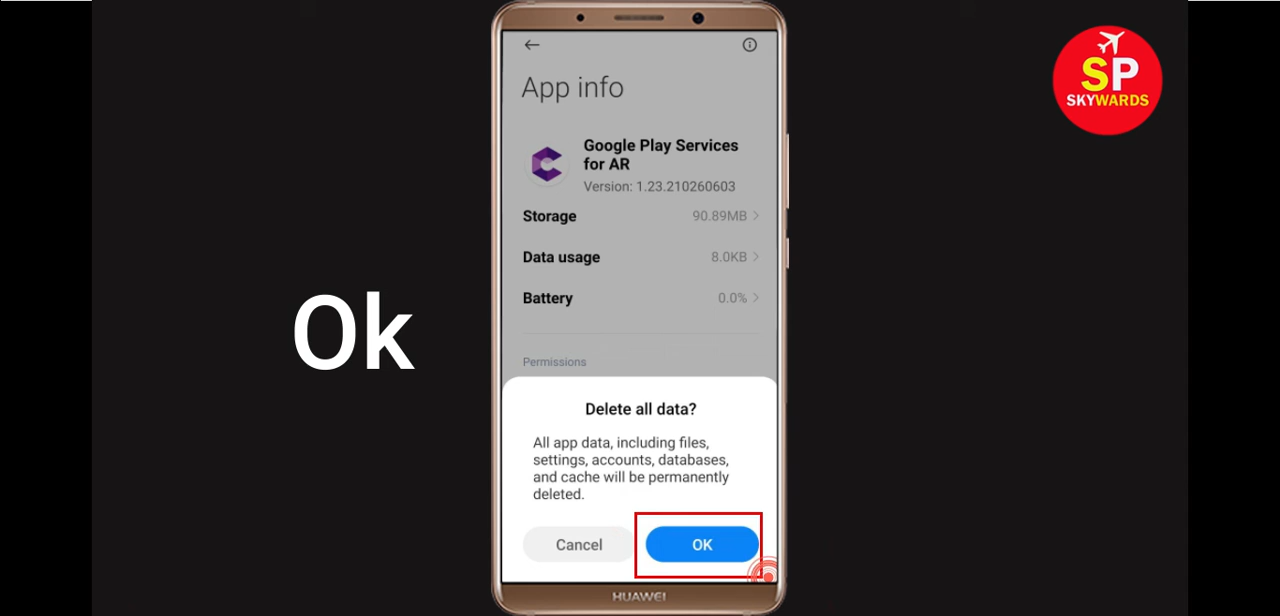 App info
Google Play Services
for AR
Version: 1.23.210260603
Storage 90.89MB
Data usage 8.0KB
Battery 0.0%
Permissions
Delete all data?
All app data, including files,
settings, accounts, databases,
and cache will be permanently
deleted.
Cancel OK
HUAWEI
Ok
SP
SKYWARDS